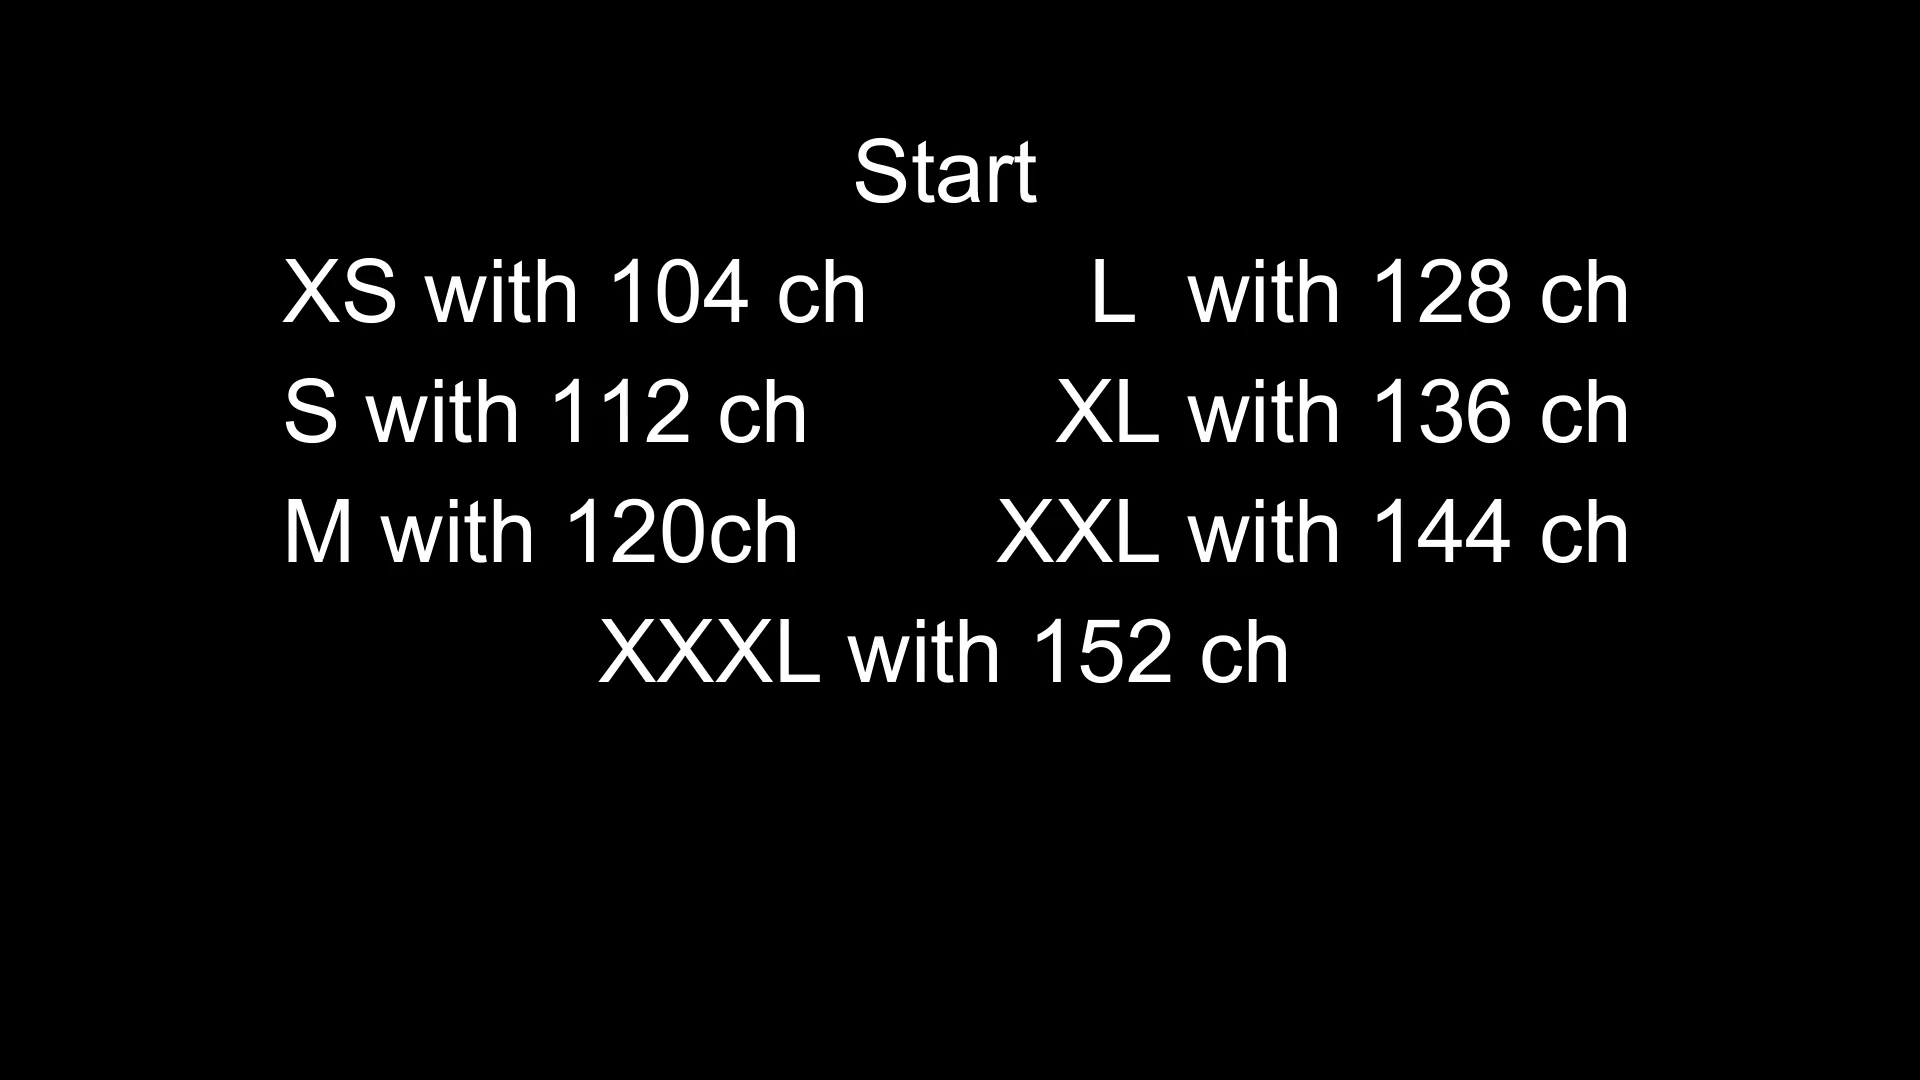 Start
XS with 104 ch L with 128 ch
S with 112 ch XL with 136 ch
M with 120ch XXL with 144 ch
XXXL with 152 ch